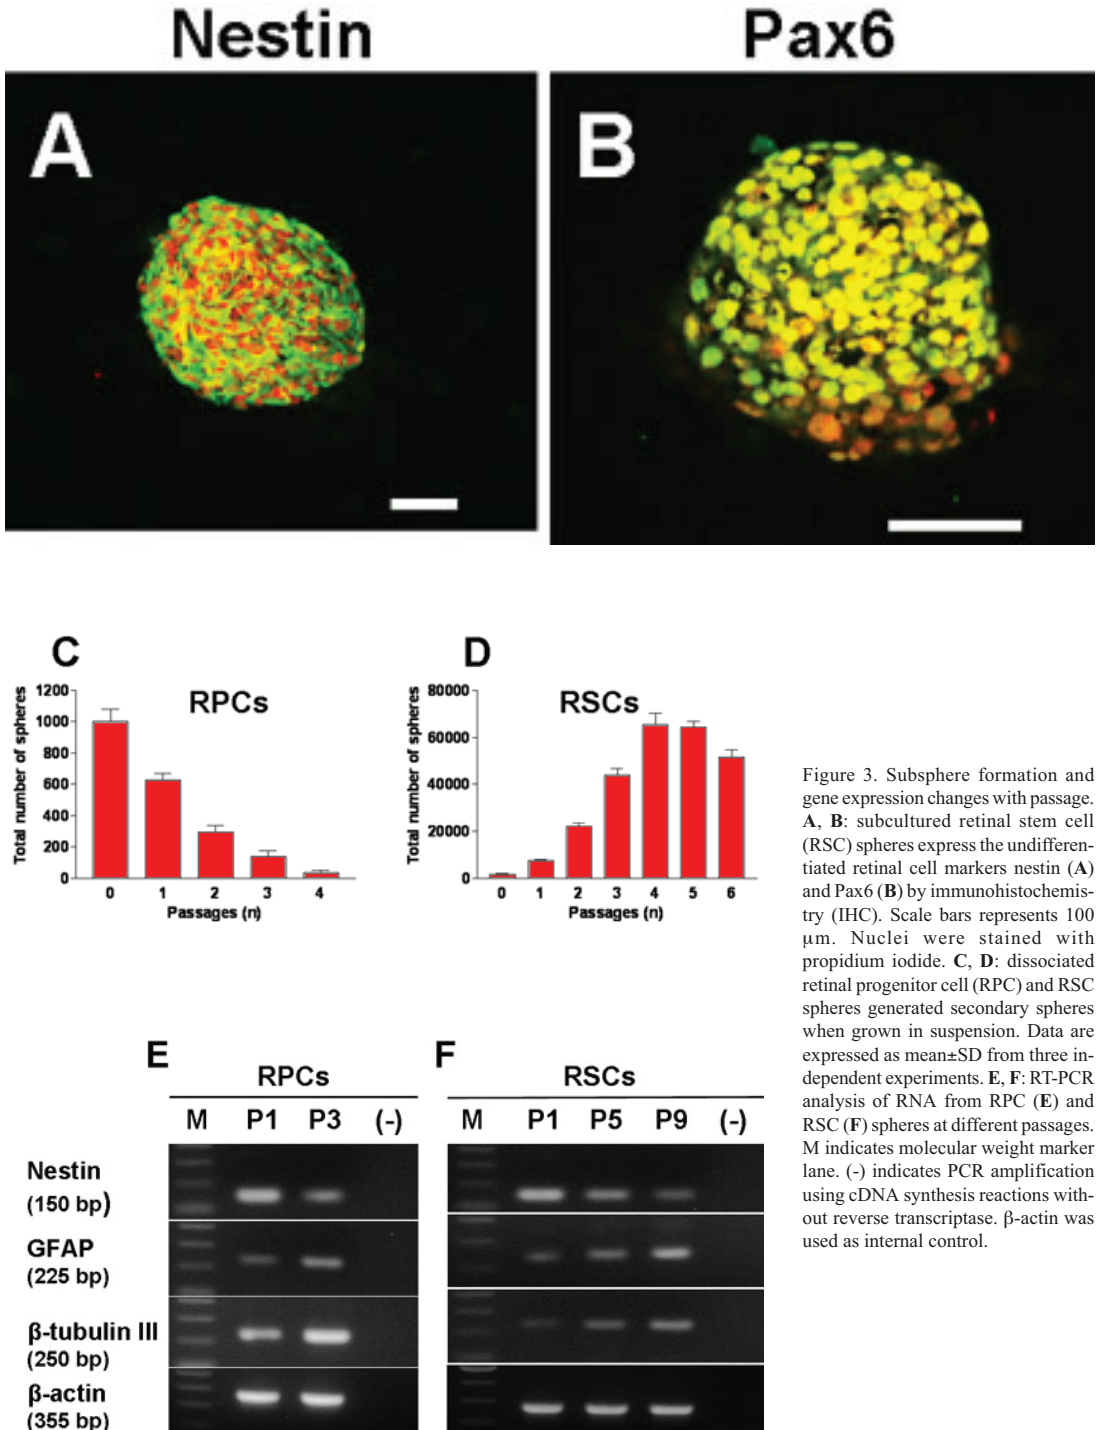 Nestin
Pax6
A
B
C
RPCs
Total number of spheres
1200
1000
800
600
400
200
0
0 1 2 3 4
Passages (n)
D
RSCs
Total number of spheres
80000
60000
40000
20000
0
0 1 2 3 4 5 6
Passages (n)
E
RPCs
M P1 P3 (-)
F
RSCs
M P1 P5 P9 (-)
Nestin
(150 bp)
GFAP
(225 bp)
β-tubulin III
(250 bp)
β-actin
(355 bp)
Figure 3. Subsphere formation and
gene expression changes with passage.
A, B: subcultured retinal stem cell
(RSC) spheres express the undifferen-
tiated retinal cell markers nestin (A)
and Pax6 (B) by immunohistochemis-
try (IHC). Scale bars represents 100
μm. Nuclei were stained with
propidium iodide. C, D: dissociated
retinal progenitor cell (RPC) and RSC
spheres generated secondary spheres
when grown in suspension. Data are
expressed as mean±SD from three in-
dependent experiments. E, F: RT-PCR
analysis of RNA from RPC (E) and
RSC (F) spheres at different passages.
M indicates molecular weight marker
lane. (-) indicates PCR amplification
using cDNA synthesis reactions with-
out reverse transcriptase. β-actin was
used as internal control.